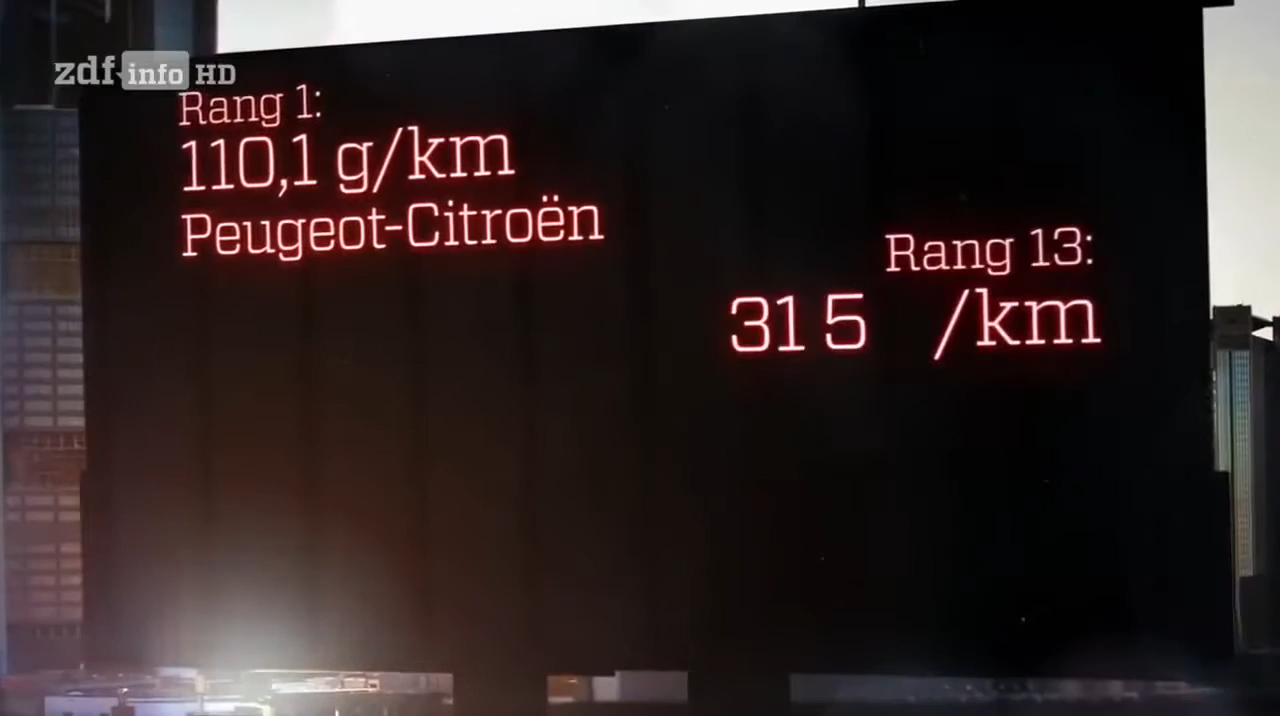 zdf info HD
Rang 1:
110,1 g/km
Peugeot-Citroën
Rang 13:
31 5 /km